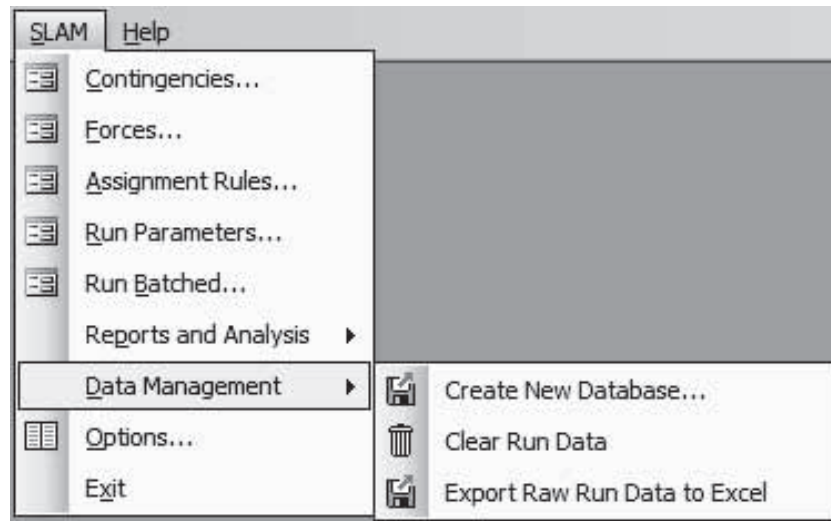 SLAM Help
Contingencies...
Forces...
Assignment Rules...
Run Parameters...
Run Batched...
Reports and Analysis
Data Management
Create New Database...
Options...
Clear Run Data
Exit
Export Raw Run Data to Excel